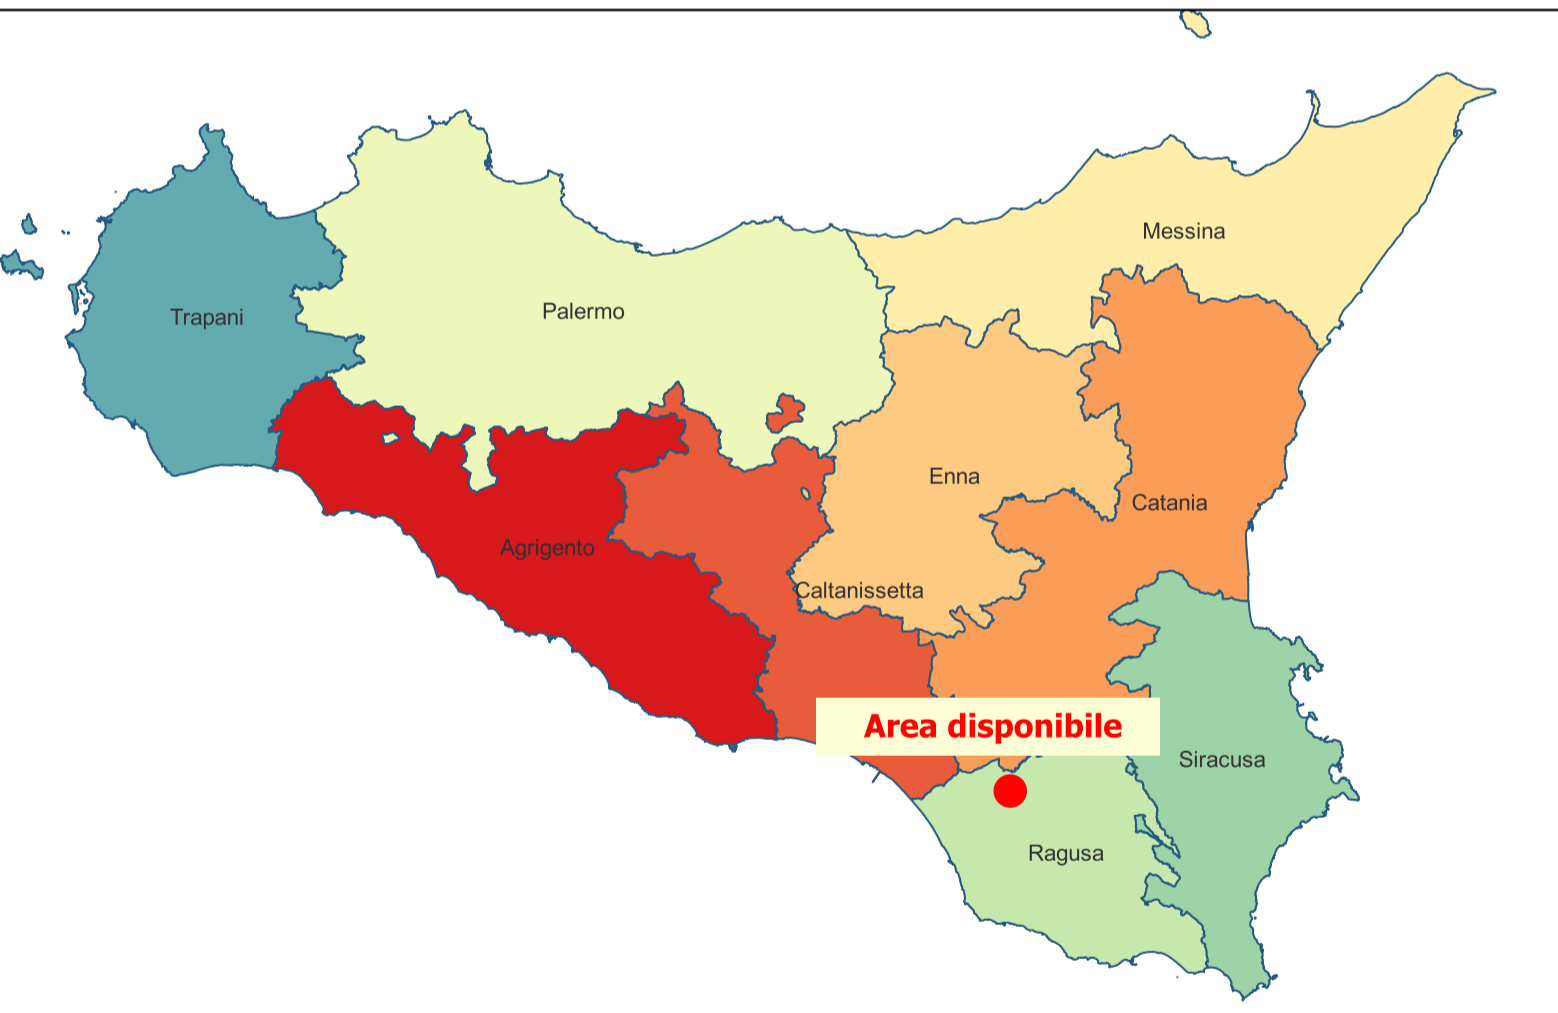 Messina
Palermo
Trapani
Enna
Catania
Agrigento
Caltanissetta
Area disponibile
Siracusa
Ragusa